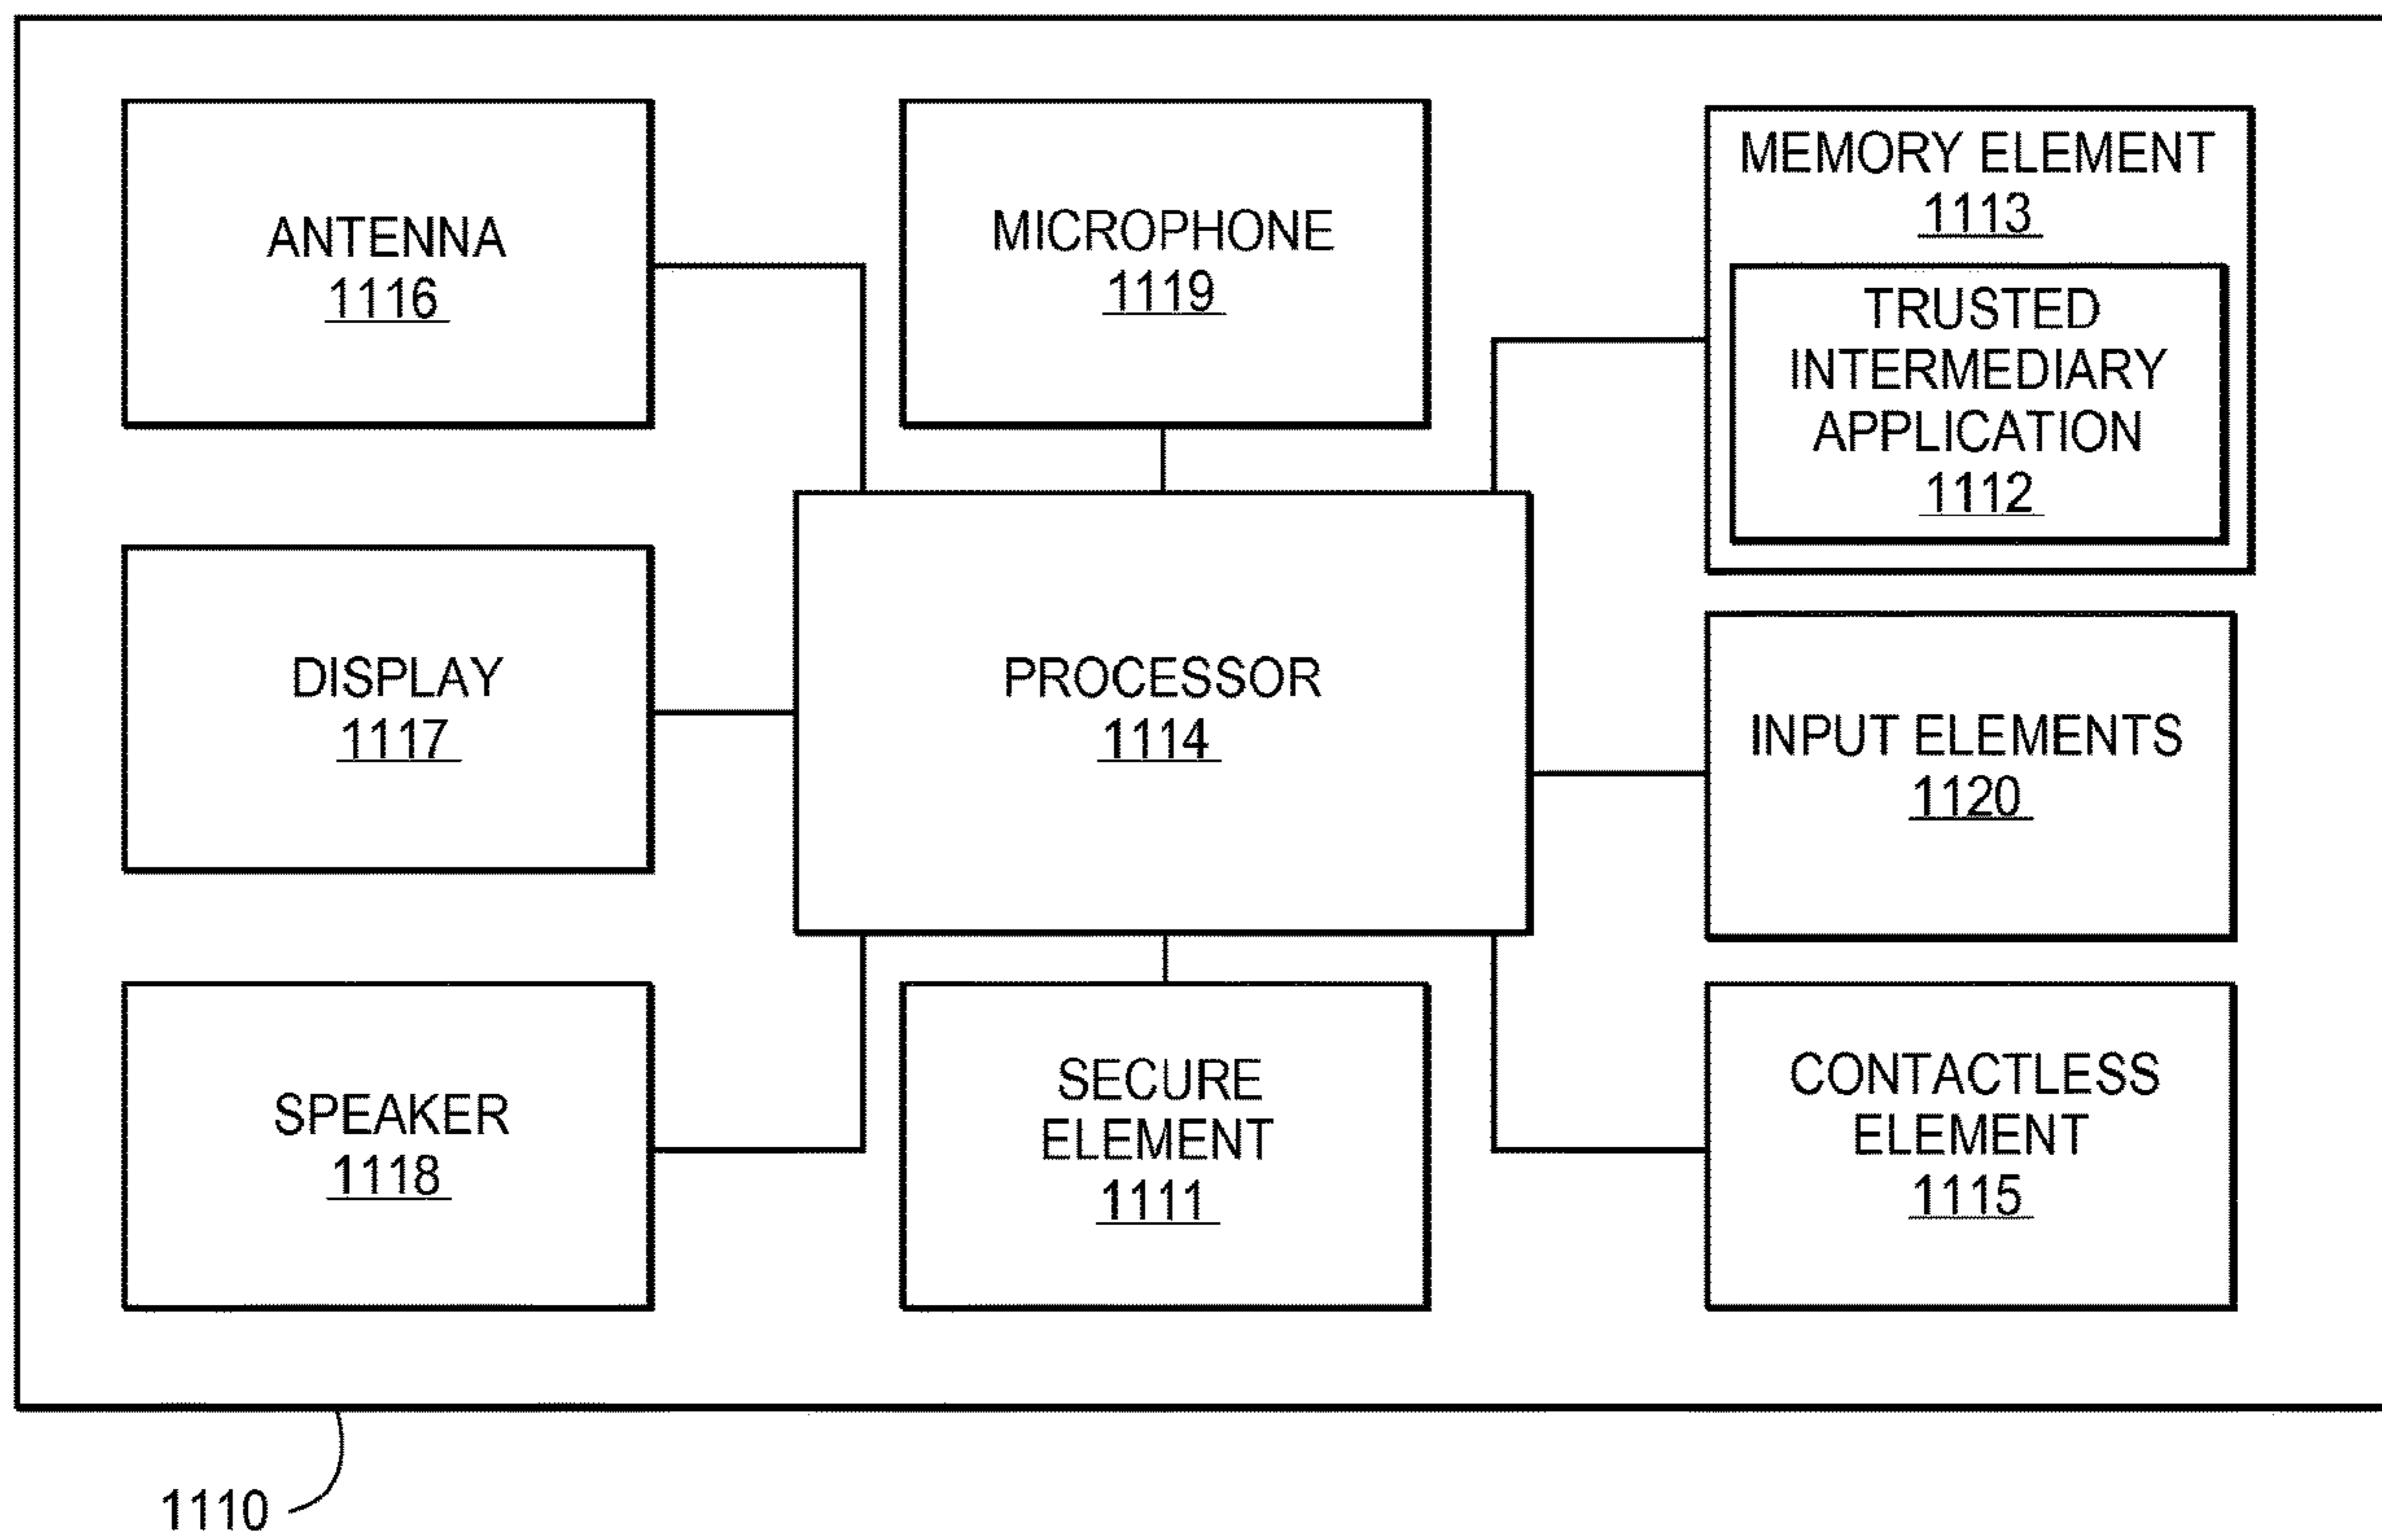 ANTENNA
1116
MICROPHONE
1119
MEMORY ELEMENT
1113
TRUSTED
INTERMEDIARY
APPLICATION
1112
DISPLAY
1117
PROCESSOR
1114
INPUT ELEMENTS
1120
SPEAKER
1118
SECURE
ELEMENT
1111
CONTACTLESS
ELEMENT
1115
1110